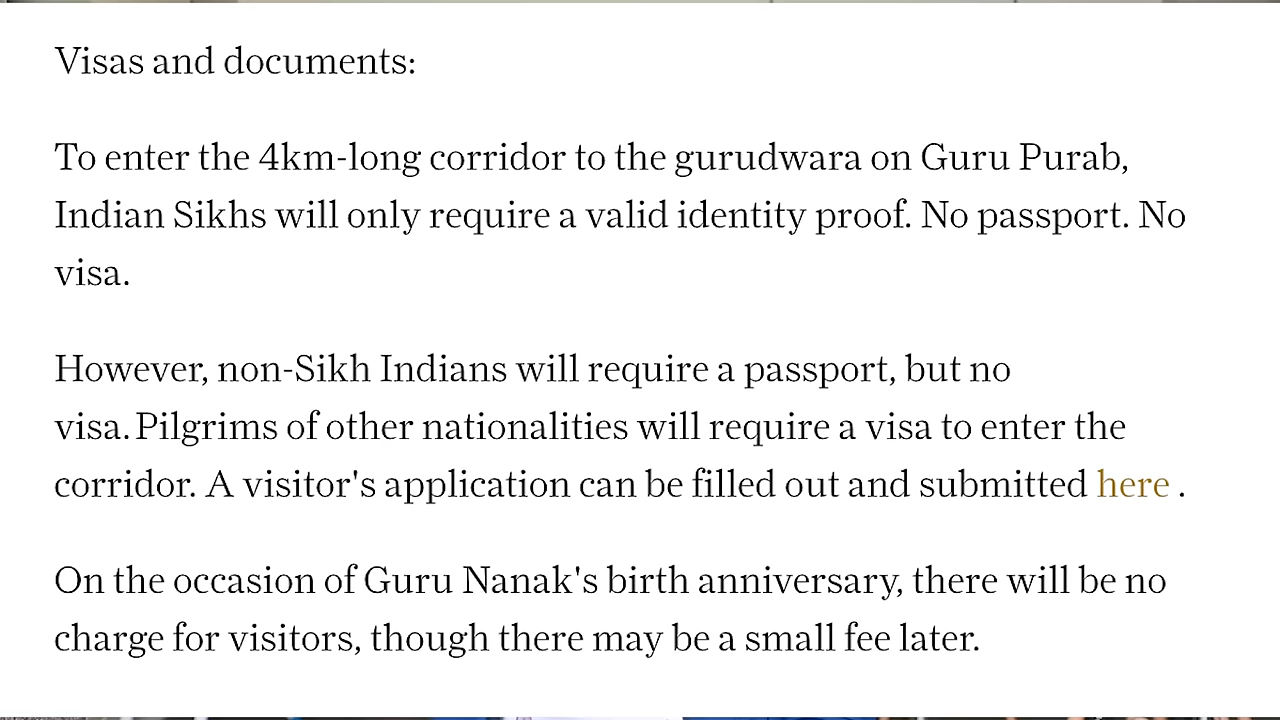 Visas and documents:
To enter the 4km-long corridor to the gurudwara on Guru Purab,
Indian Sikhs will only require a valid identity proof. No passport. No
visa.
However, non-Sikh Indians will require a passport, but no
visa. Pilgrims of other nationalities will require a visa to enter the
corridor. A visitor's application can be filled out and submitted here .
On the occasion of Guru Nanak's birth anniversary, there will be no
charge for visitors, though there may be a small fee later.